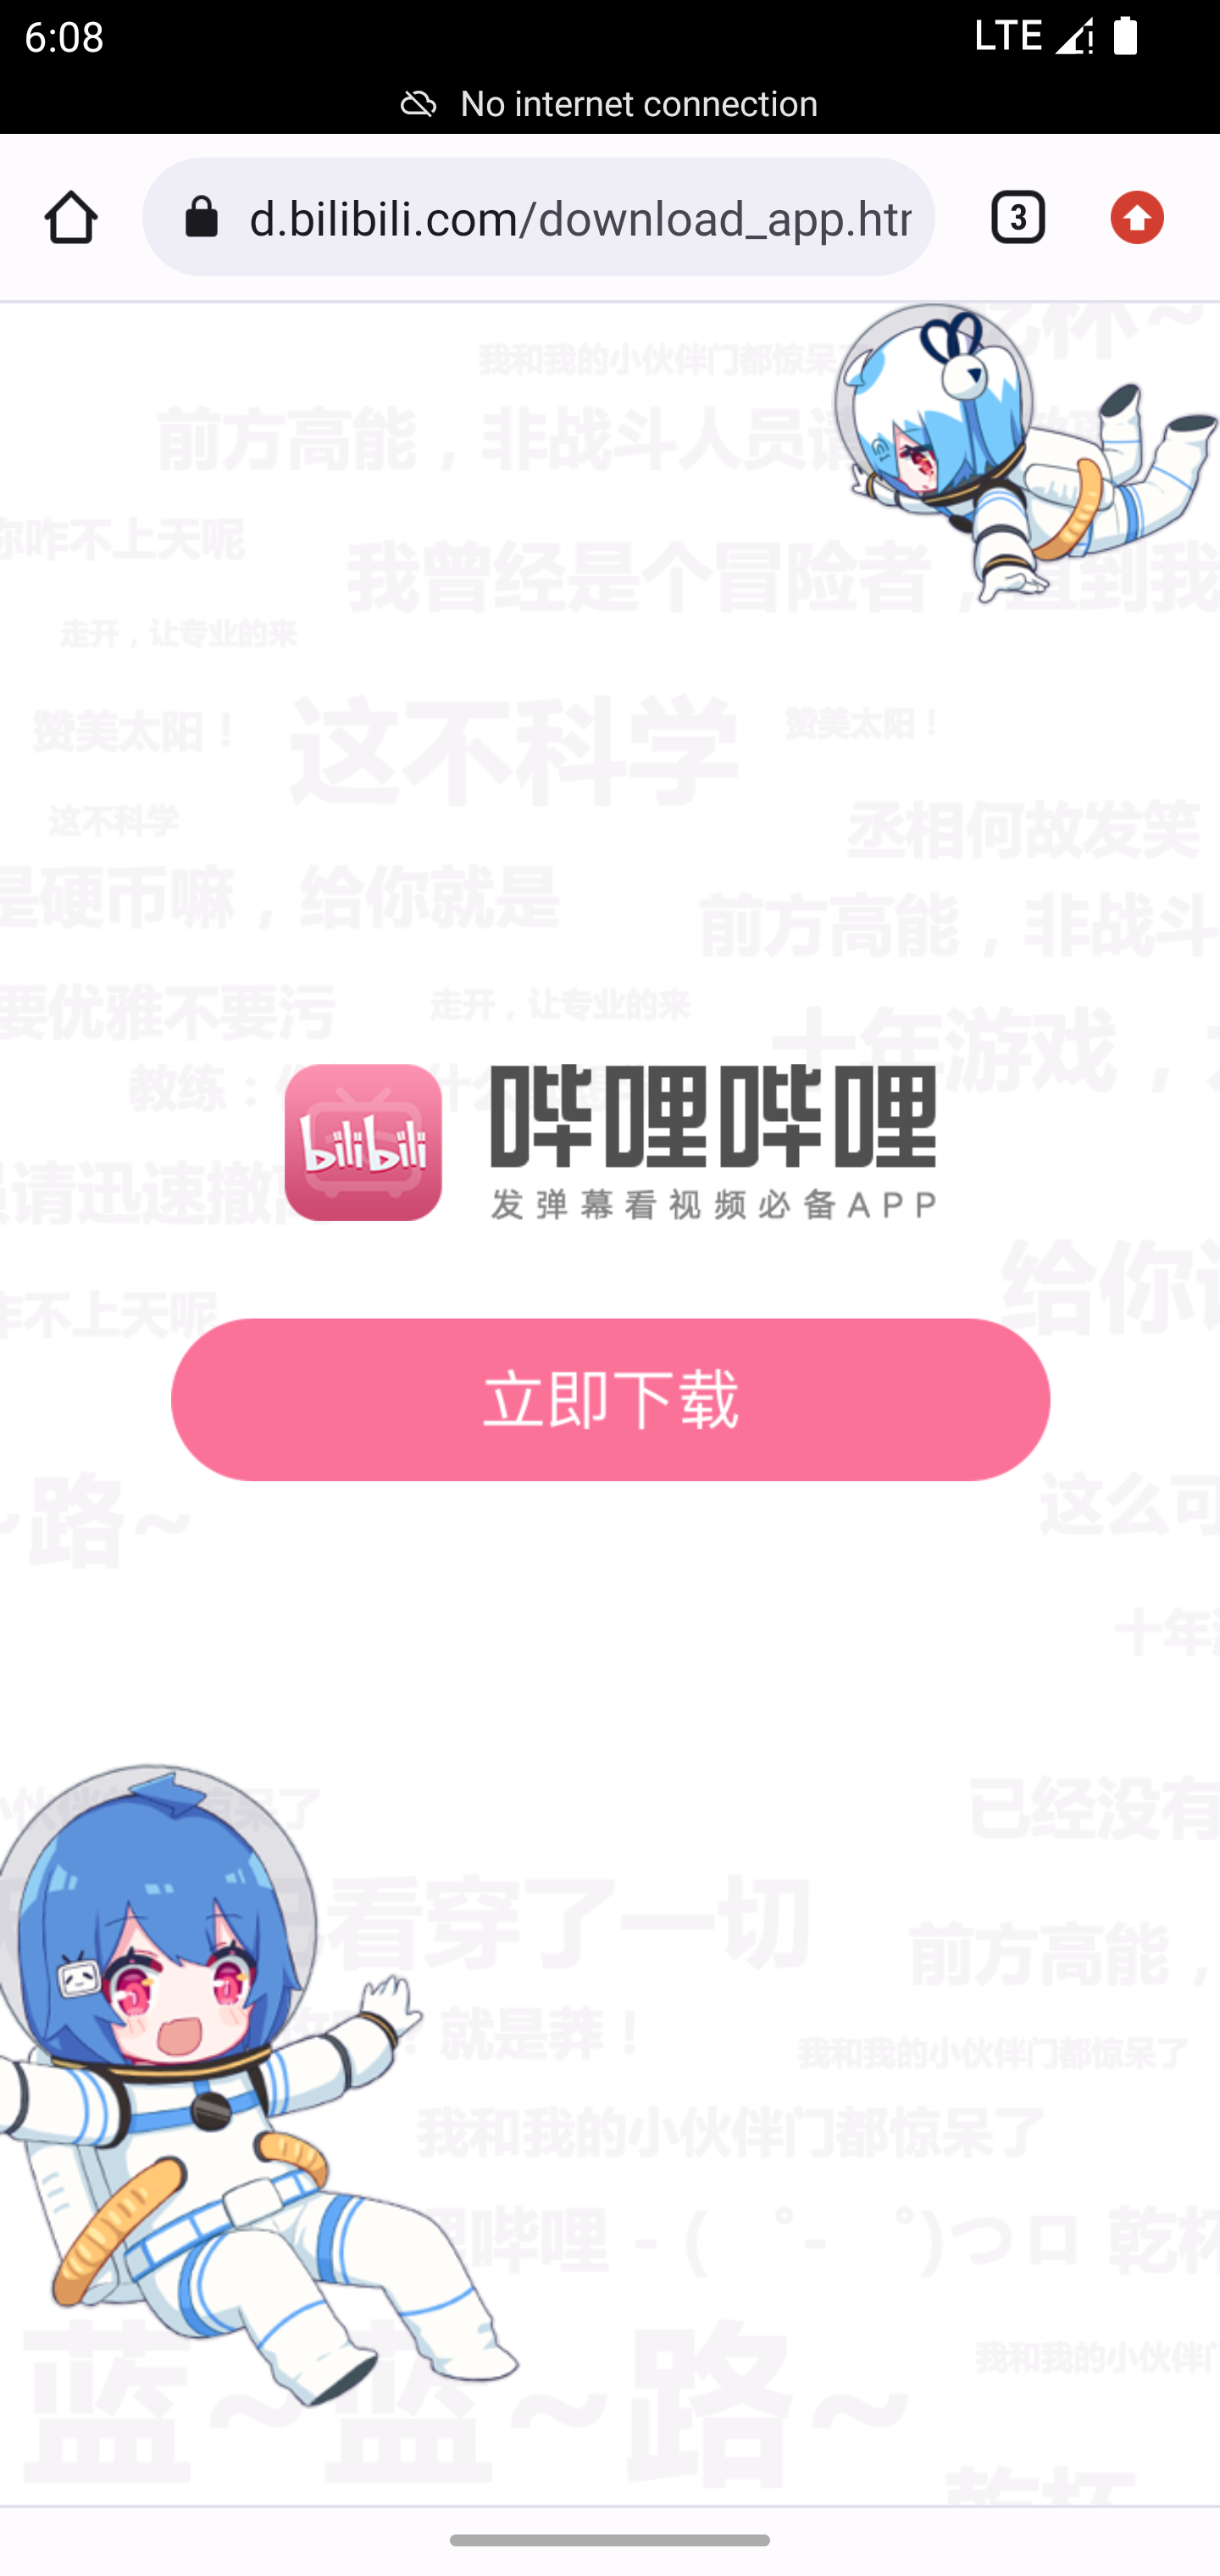 6:08
LTE
No internet connection
d.bilibili.com/download_app.htm
3
我和我的小伙伴门都惊呆
前方高能，非战斗人员请
你咋不上天呢
我曾经是个冒险者，直到我
走开，让专业的来
赞美太阳！
这不科学
赞美太阳！
这不科学
丞相何故发笑
是硬币嘛，给你就是
前方高能，非战斗
要优雅不要污
走开，让专业的来
十年游戏，
教练：
bilibili
哔哩哔哩
发弹幕看视频必备APP
员请迅速撤
给你
咋不上天呢
立即下载
~路~
这么可
十年
已经没有
看穿了一切
前方高能，
就是莽！
我和我的小伙伴门都惊呆了
我和我的小伙伴门都惊呆了
哩哔哩 -( ゜- ゜)つロ 乾杯
蓝~蓝~路~
我和我的小伙伴
乾杯